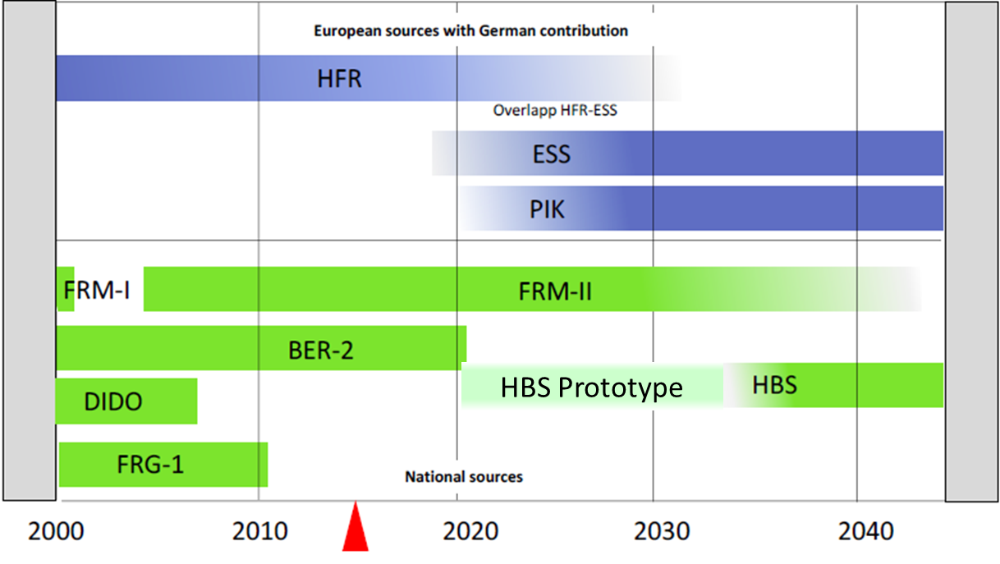 European sources with German contribution
HFR
Overlapp HFR-ESS
ESS
PIK
FRM-I
FRM-II
BER-2
HBS Prototype
HBS
DIDO
FRG-1
National sources
2000 2010 2020 2030 2040